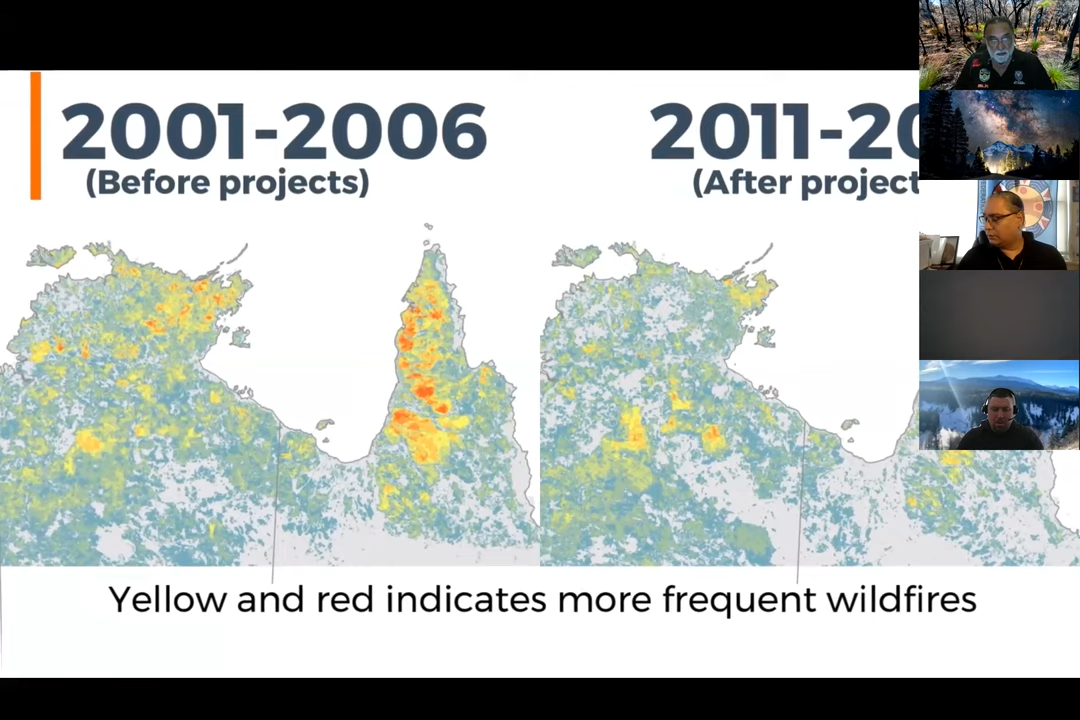 2001-2006
(Before projects)
2011-20
(After project
Yellow and red indicates more frequent wildfires